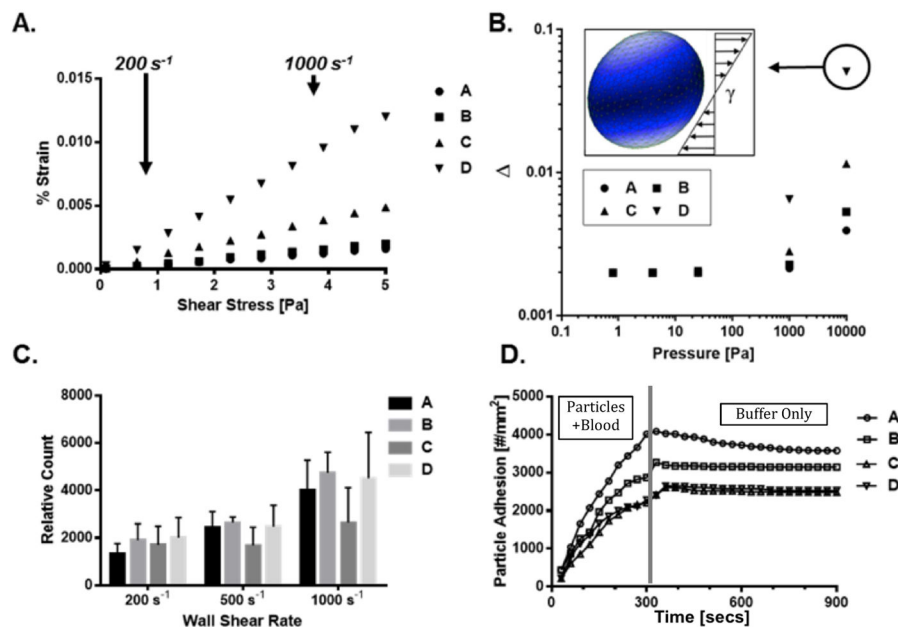 A.
200 s⁻¹
1000 s⁻¹
0.015
0.010
0.005
0.000
% Strain
0 1 2 3 4 5
Shear Stress [Pa]
A
B
C
D
B.
0.1
0.01
0.001
Δ
γ
A B
C D
0.1 1 10 100 1000 10000
Pressure [Pa]
C.
8000
6000
4000
2000
0
Relative Count
200 s⁻¹ 500 s⁻¹ 1000 s⁻¹
Wall Shear Rate
A
B
C
D
D.
Particles
+Blood
Buffer Only
5000
4000
3000
2000
1000
0
Particle Adhesion [#/mm²]
0 300 600 900
Time [secs]
A
B
C
D